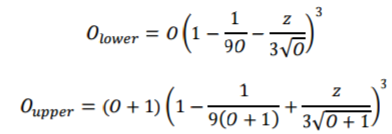 O_lower = O(1 − 1/9O − z/3√O)^3
O_upper = (O + 1)(1 − 1/9(O + 1) + z/3√O + 1)^3